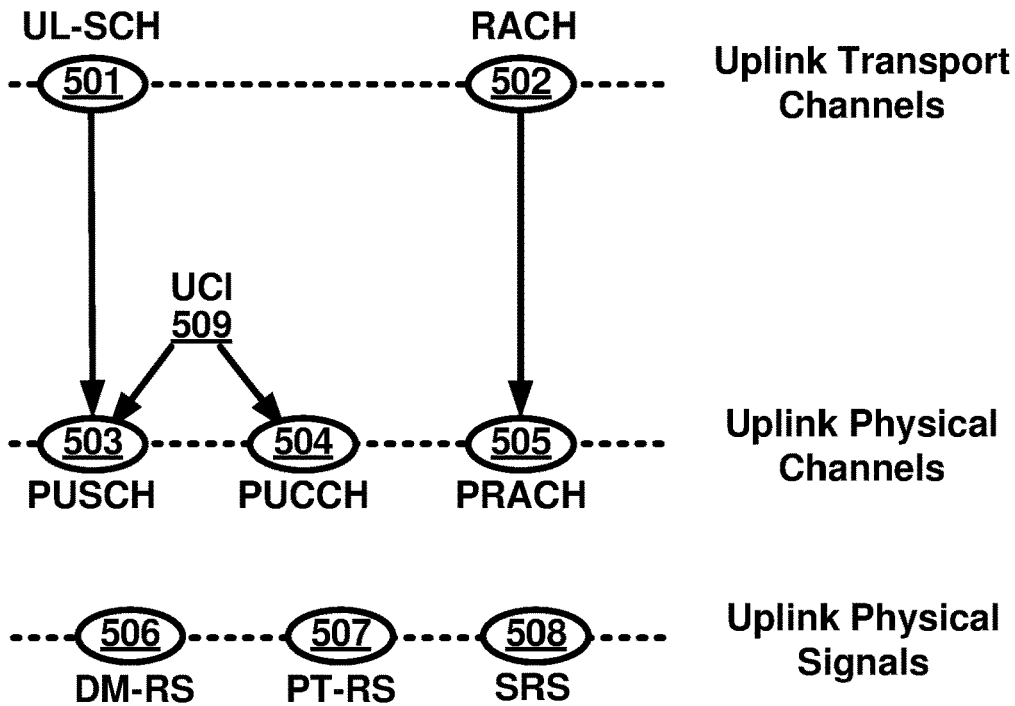 UL-SCH
RACH
501
502
Uplink Transport
Channels
UCI
509
503
504
505
Uplink Physical
Channels
PUSCH
PUCCH
PRACH
506
507
508
Uplink Physical
Signals
DM-RS
PT-RS
SRS